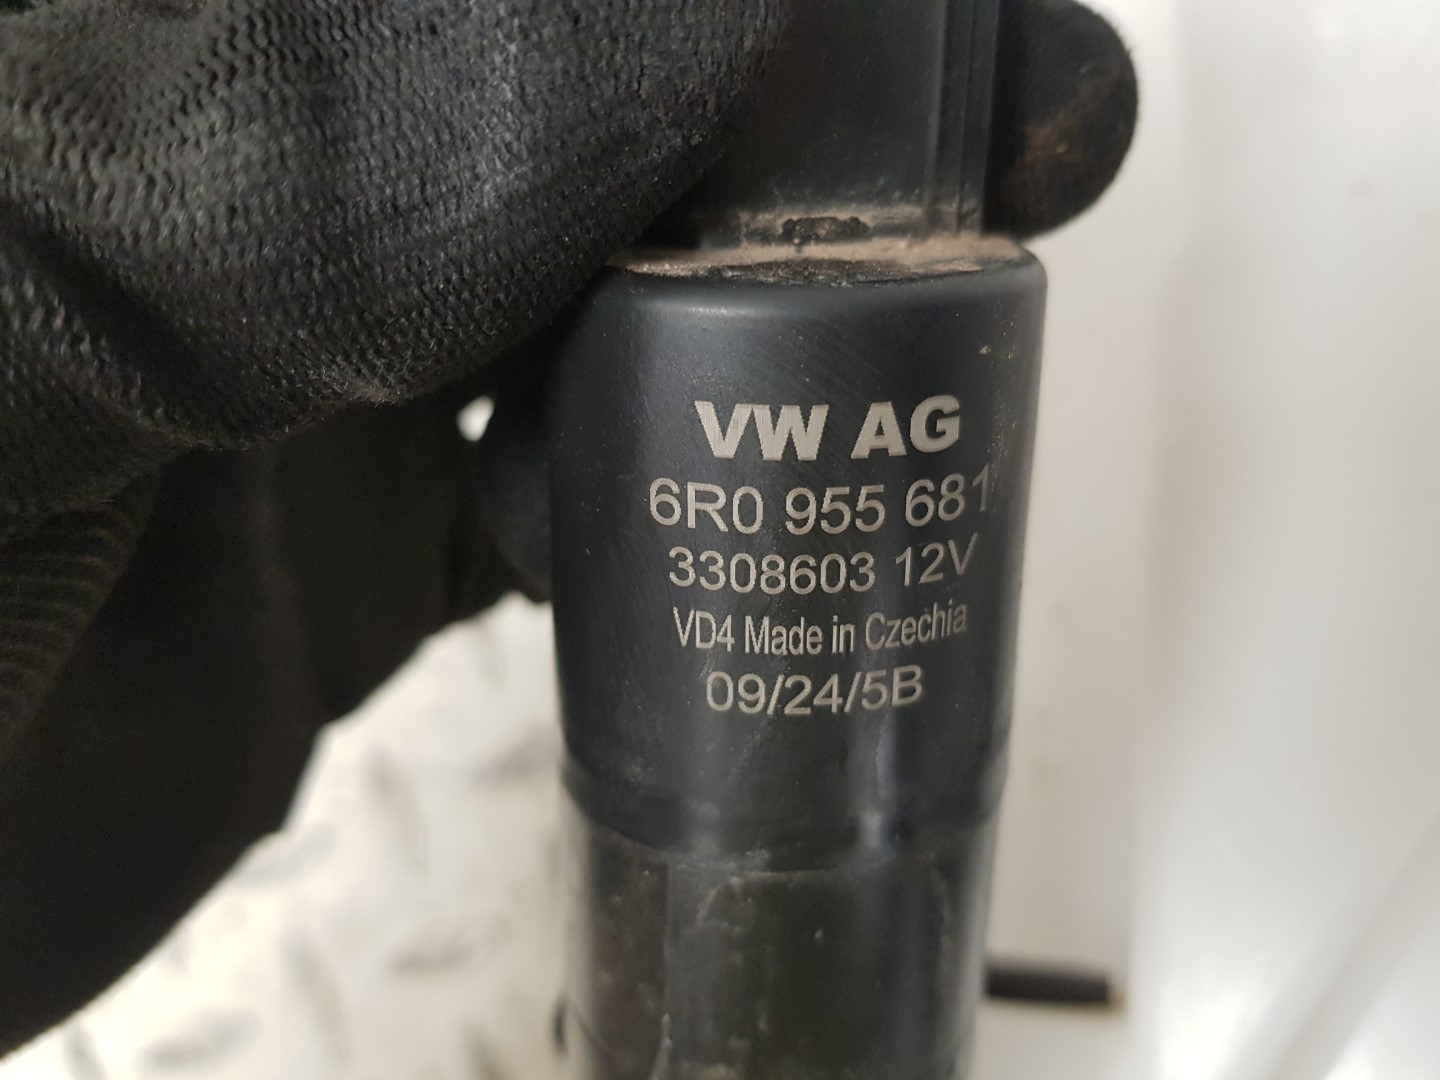 VW AG
6R0 955 681
3308603 12V
VD4 Made in Czechia
09/24/5B